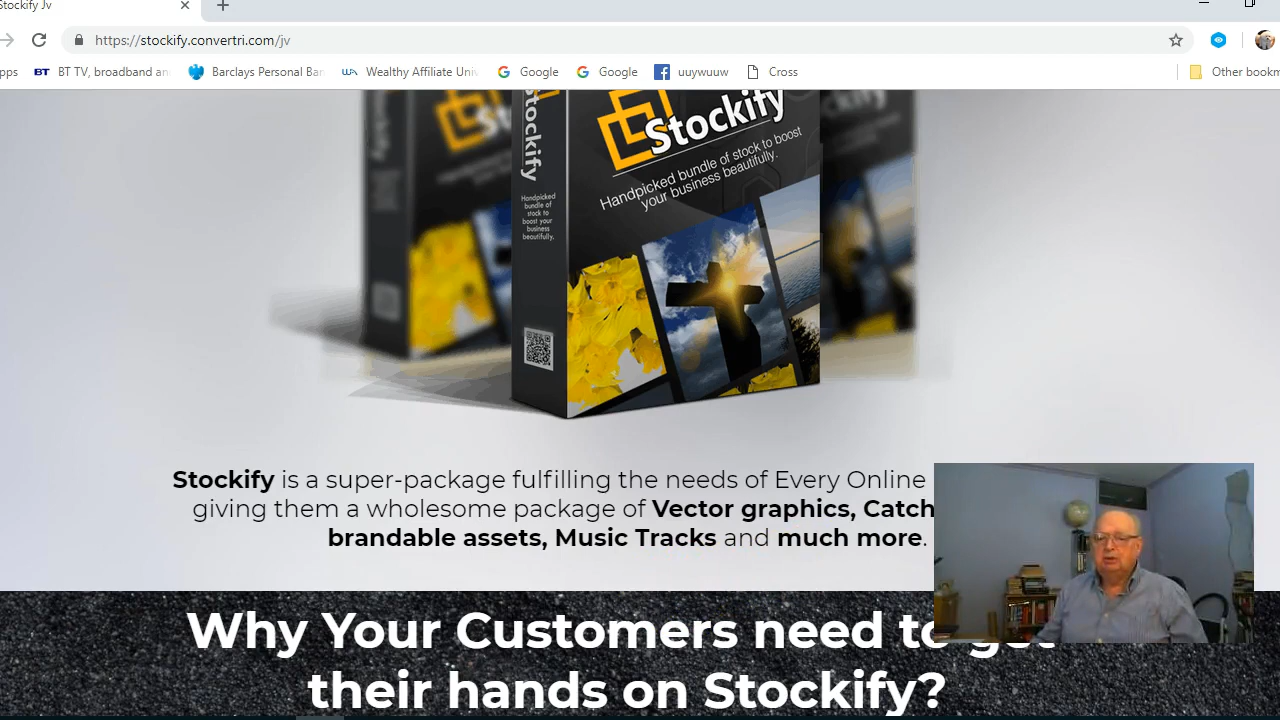 Stockify Jv
https://stockify.convertri.com/jv
pps BT BT TV, broadband an Barclays Personal Ban Wealthy Affiliate Univ Google Google uuywuuw Cross Other bookm
Stockify
Handpicked bundle of stock to boost
your business beautifully.
Stockify
Handpicked
bundle of
stock to
boost your
business
beautifully.
Stockify is a super-package fulfilling the needs of Every Online
giving them a wholesome package of Vector graphics, Catch
brandable assets, Music Tracks and much more.
Why Your Customers need to get
their hands on Stockify?